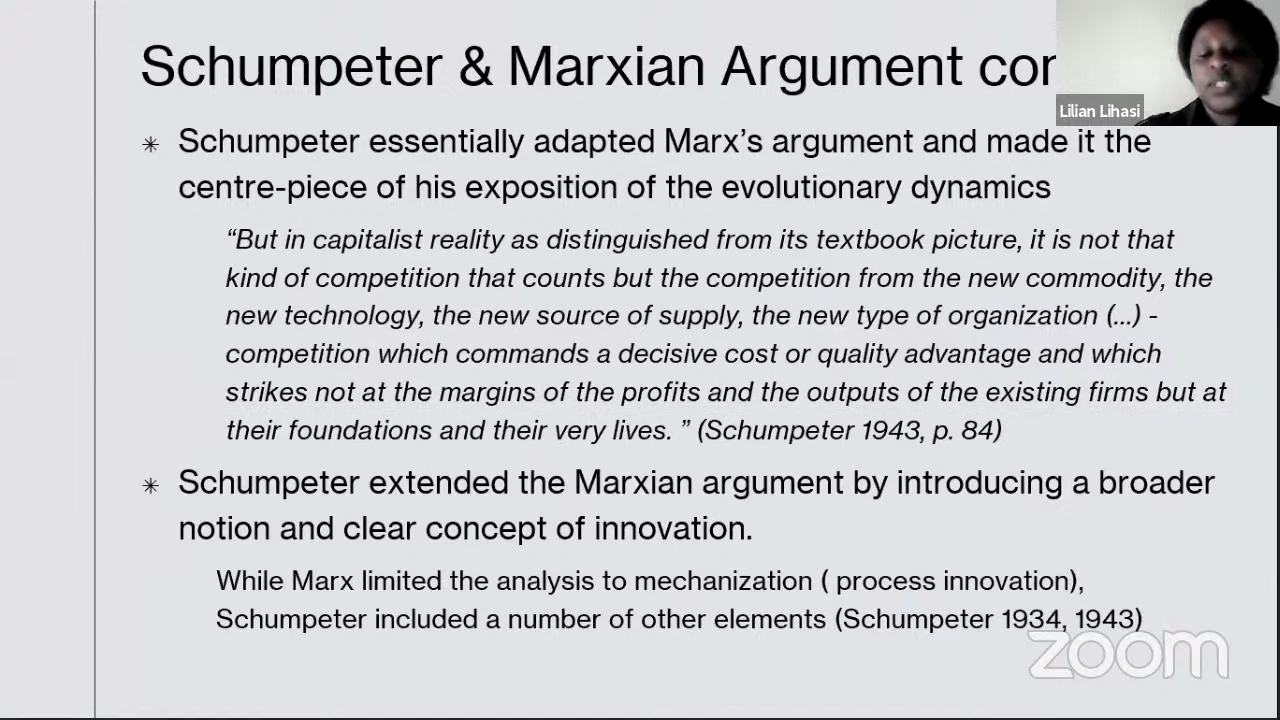 Schumpeter & Marxian Argument con
Lilian Lihasi
✳ Schumpeter essentially adapted Marx’s argument and made it the
centre-piece of his exposition of the evolutionary dynamics
“But in capitalist reality as distinguished from its textbook picture, it is not that
kind of competition that counts but the competition from the new commodity, the
new technology, the new source of supply, the new type of organization (...) -
competition which commands a decisive cost or quality advantage and which
strikes not at the margins of the profits and the outputs of the existing firms but at
their foundations and their very lives. ” (Schumpeter 1943, p. 84)
✳ Schumpeter extended the Marxian argument by introducing a broader
notion and clear concept of innovation.
While Marx limited the analysis to mechanization ( process innovation),
Schumpeter included a number of other elements (Schumpeter 1934, 1943)
zoom